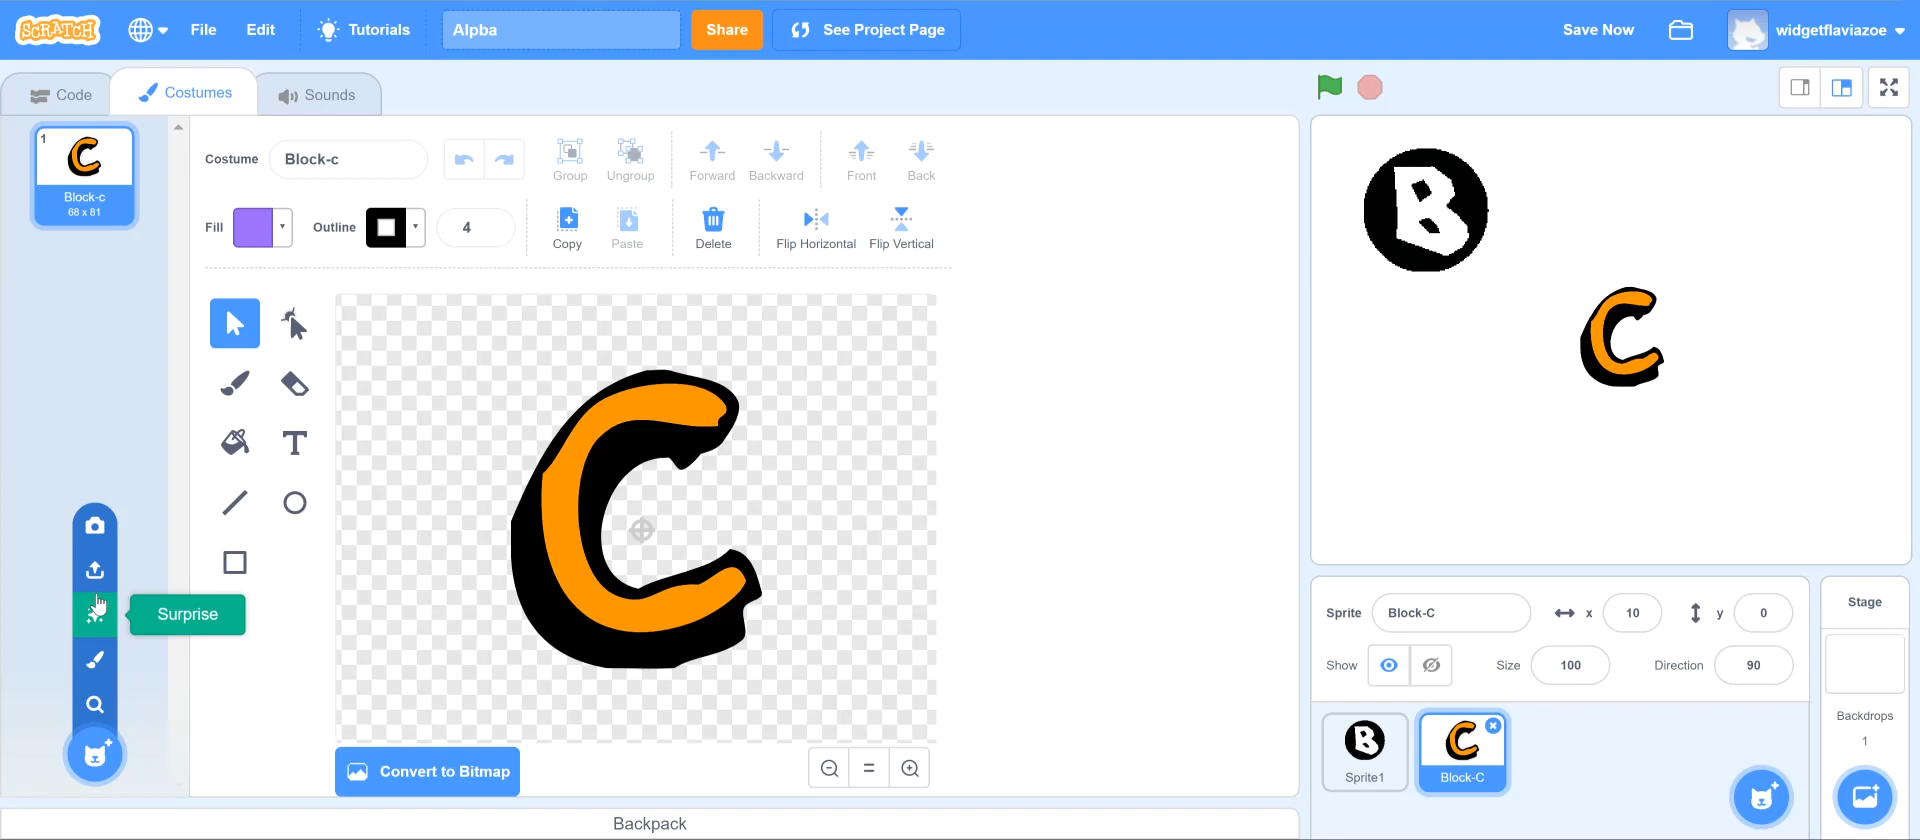 SCRATCH File Edit Tutorials Alpba Share See Project Page Save Now widgetflaviazoe
Code Costumes Sounds
1
Block-c
68 x 81
Costume Block-c Group Ungroup Forward Backward Front Back
Fill Outline 4 Copy Paste Delete Flip Horizontal Flip Vertical
T
C
Surprise
Convert to Bitmap =
Backpack
B
C
Sprite Block-C x 10 y 0
Show Size 100 Direction 90
B
Sprite1
C
Block-C
Stage
Backdrops
1